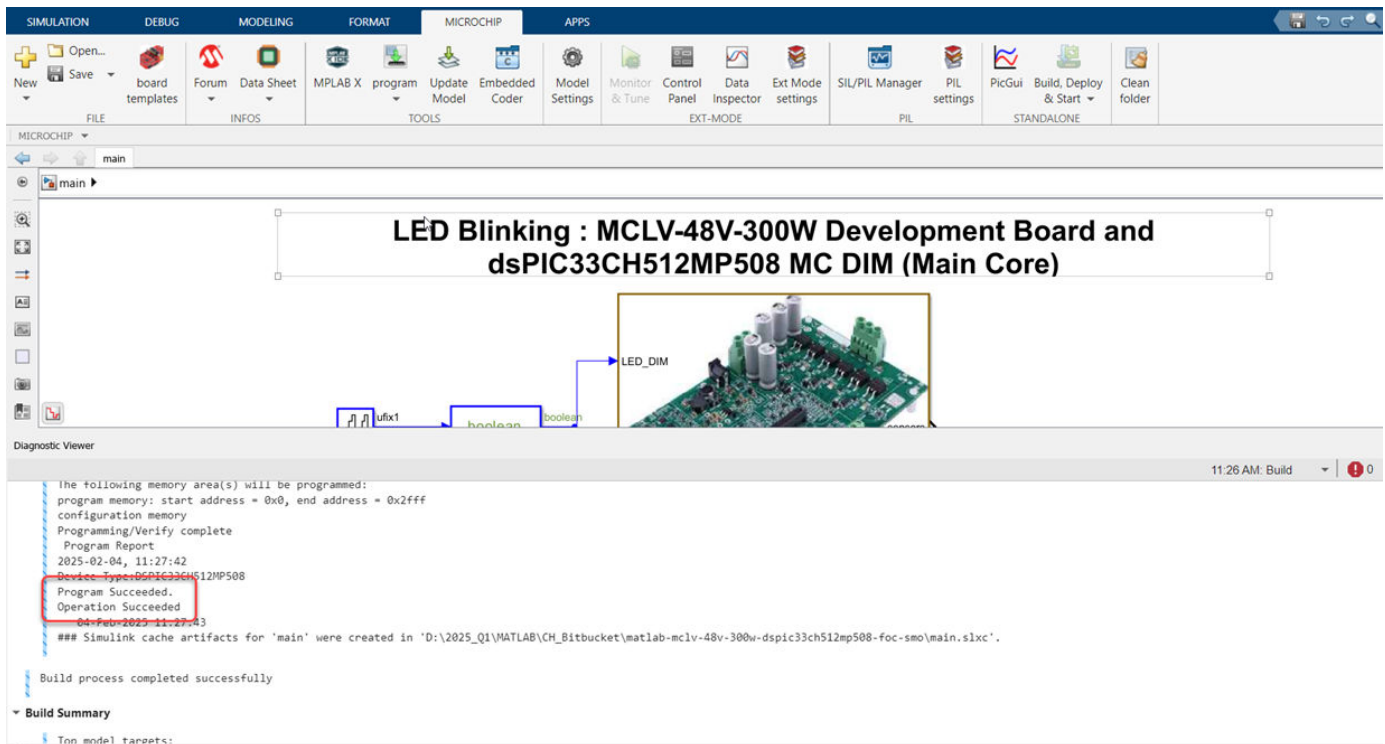 SIMULATION DEBUG MODELING FORMAT MICROCHIP APPS
New
Open...
Save
board templates
Forum
Data Sheet
MPLAB X
program
Update Model
Embedded Coder
Model Settings
Monitor & Tune
Control Panel
Data Inspector
Ext Mode settings
SIL/PIL Manager
PIL settings
PicGui
Build, Deploy & Start
Clean folder
FILE INFOS TOOLS EXT-MODE PIL STANDALONE
MICROCHIP
main
main
LED Blinking : MCLV-48V-300W Development Board and
dsPIC33CH512MP508 MC DIM (Main Core)
LED_DIM
ufix1
boolean
boolean
Diagnostic Viewer
11:26 AM: Build
0
The following memory area(s) will be programmed:
program memory: start address = 0x0, end address = 0x2fff
configuration memory
Programming/Verify complete
Program Report
2025-02-04, 11:27:42
Device Type:DSPIC33CH512MP508
Program Succeeded.
Operation Succeeded
04-Feb-2025 11:27:43
### Simulink cache artifacts for 'main' were created in 'D:\2025_Q1\MATLAB\CH_Bitbucket\matlab-mclv-48v-300w-dspic33ch512mp508-foc-smo\main.slxc'.
Build process completed successfully
Build Summary
Top model targets: